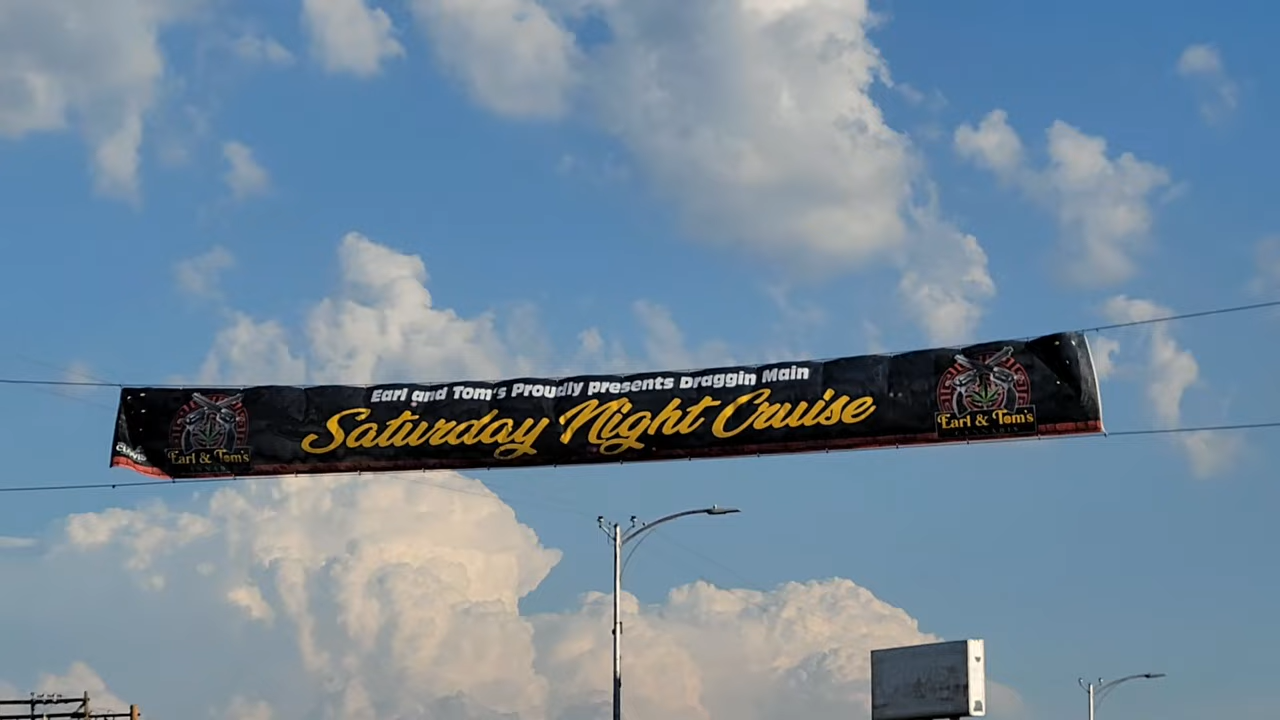 Earl and Tom's Proudly presents Draggin Main
Saturday Night Cruise
Earl & Tom's
Earl & Tom's